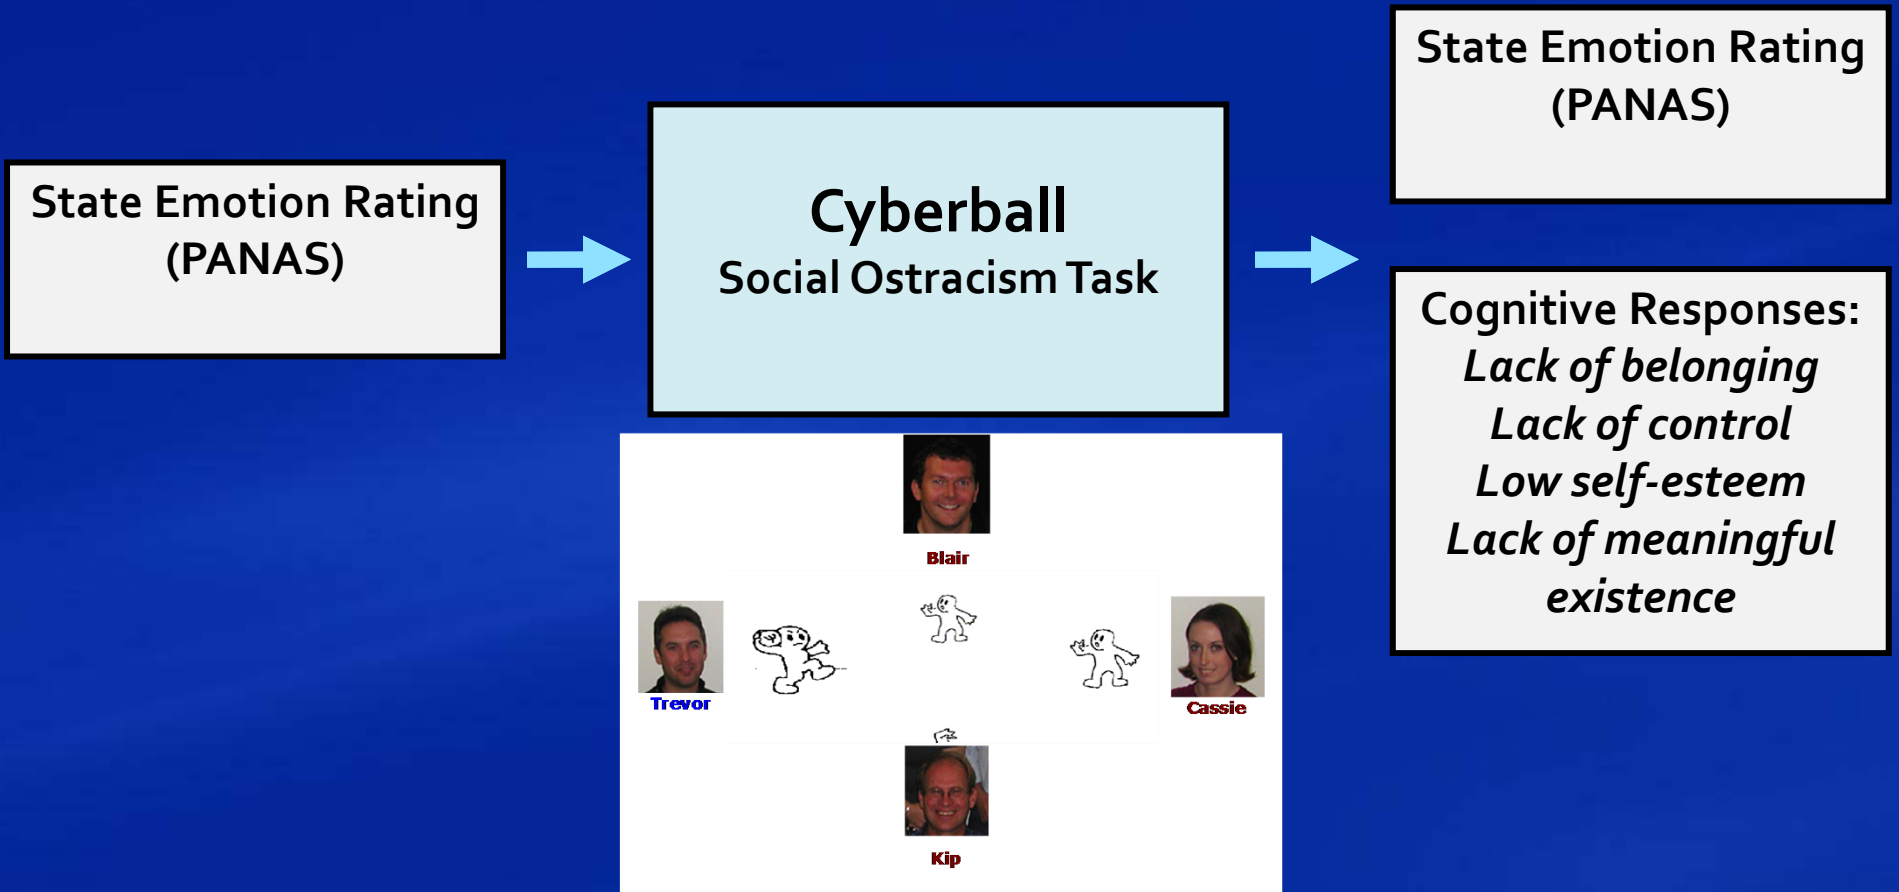 State Emotion Rating
(PANAS)
Cyberball
Social Ostracism Task
State Emotion Rating
(PANAS)
Cognitive Responses:
Lack of belonging
Lack of control
Low self-esteem
Lack of meaningful
existence
Blair
Trevor
Cassie
Kip